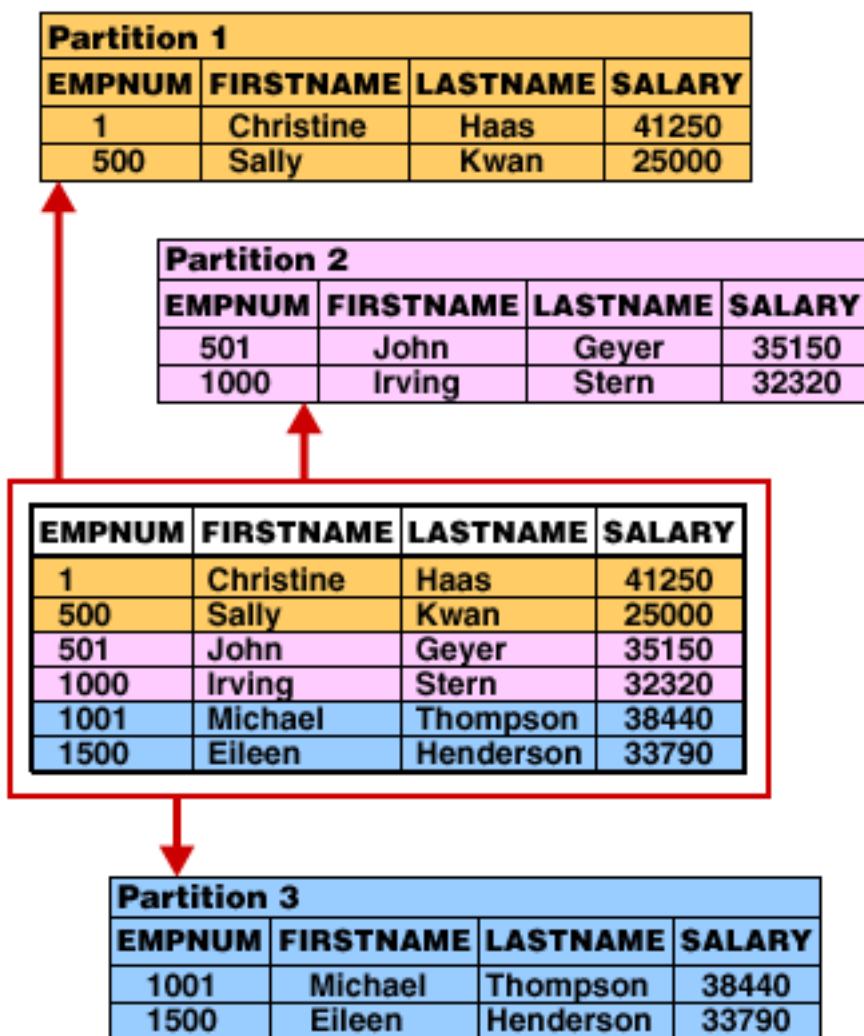 Partition 1
EMPNUM FIRSTNAME LASTNAME SALARY
1 Christine Haas 41250
500 Sally Kwan 25000
Partition 2
EMPNUM FIRSTNAME LASTNAME SALARY
501 John Geyer 35150
1000 Irving Stern 32320
EMPNUM FIRSTNAME LASTNAME SALARY
1 Christine Haas 41250
500 Sally Kwan 25000
501 John Geyer 35150
1000 Irving Stern 32320
1001 Michael Thompson 38440
1500 Eileen Henderson 33790
Partition 3
EMPNUM FIRSTNAME LASTNAME SALARY
1001 Michael Thompson 38440
1500 Eileen Henderson 33790